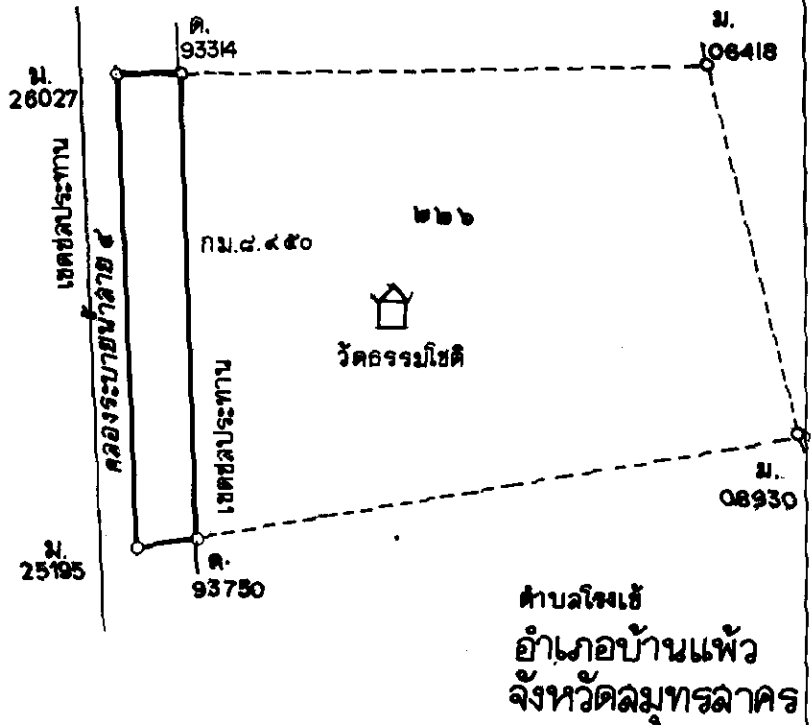 ด.
93314
ม.
06418
ม.
26027
เขตชลประทาน
คลองระบายน้ำลาย ๔
กม.๘.๔๕๐
๒๒๖
วัดธรรมโชติ
เขตชลประทาน
ม.
08930
ม.
25195
ด.
93750
ตำบลโรงเข้
อำเภอบ้านแพ้ว
จังหวัดสมุทรสาคร